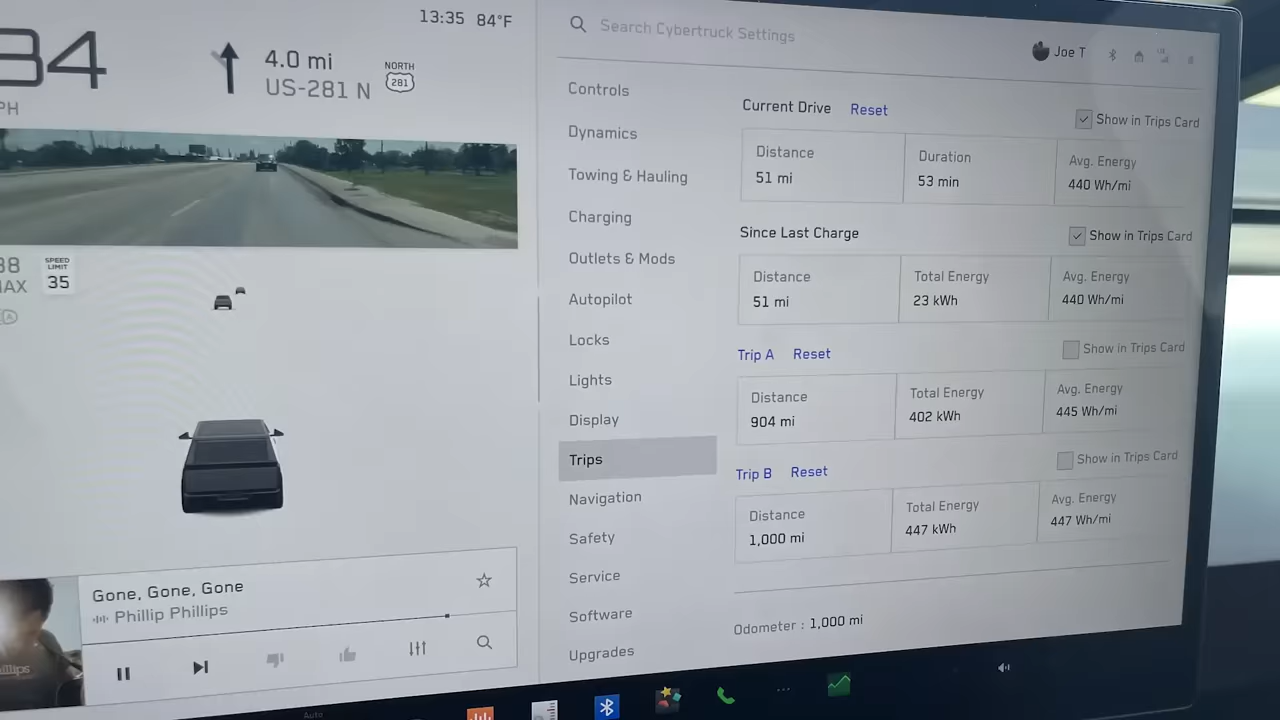 13:35 84°F
34
PH
4.0 mi
US-281 N
NORTH
281
38
MAX
SPEED
LIMIT
35
Gone, Gone, Gone
Phillip Phillips
Search Cybertruck Settings
Joe T
Controls
Dynamics
Towing & Hauling
Charging
Outlets & Mods
Autopilot
Locks
Lights
Display
Trips
Navigation
Safety
Service
Software
Upgrades
Current Drive Reset
Show in Trips Card
Distance
51 mi
Duration
53 min
Avg. Energy
440 Wh/mi
Since Last Charge
Show in Trips Card
Distance
51 mi
Total Energy
23 kWh
Avg. Energy
440 Wh/mi
Trip A Reset
Show in Trips Card
Distance
904 mi
Total Energy
402 kWh
Avg. Energy
445 Wh/mi
Trip B Reset
Show in Trips Card
Distance
1,000 mi
Total Energy
447 kWh
Avg. Energy
447 Wh/mi
Odometer : 1,000 mi
Auto